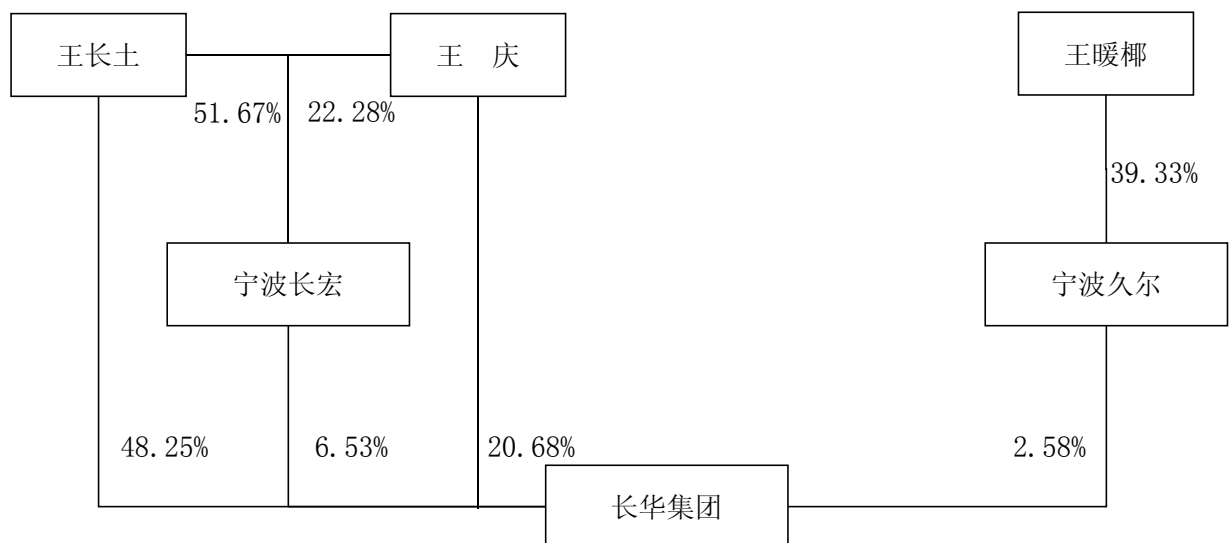 王长土
王　庆
王暖椰
51.67%
22.28%
39.33%
宁波长宏
宁波久尔
48.25%
6.53%
20.68%
2.58%
长华集团